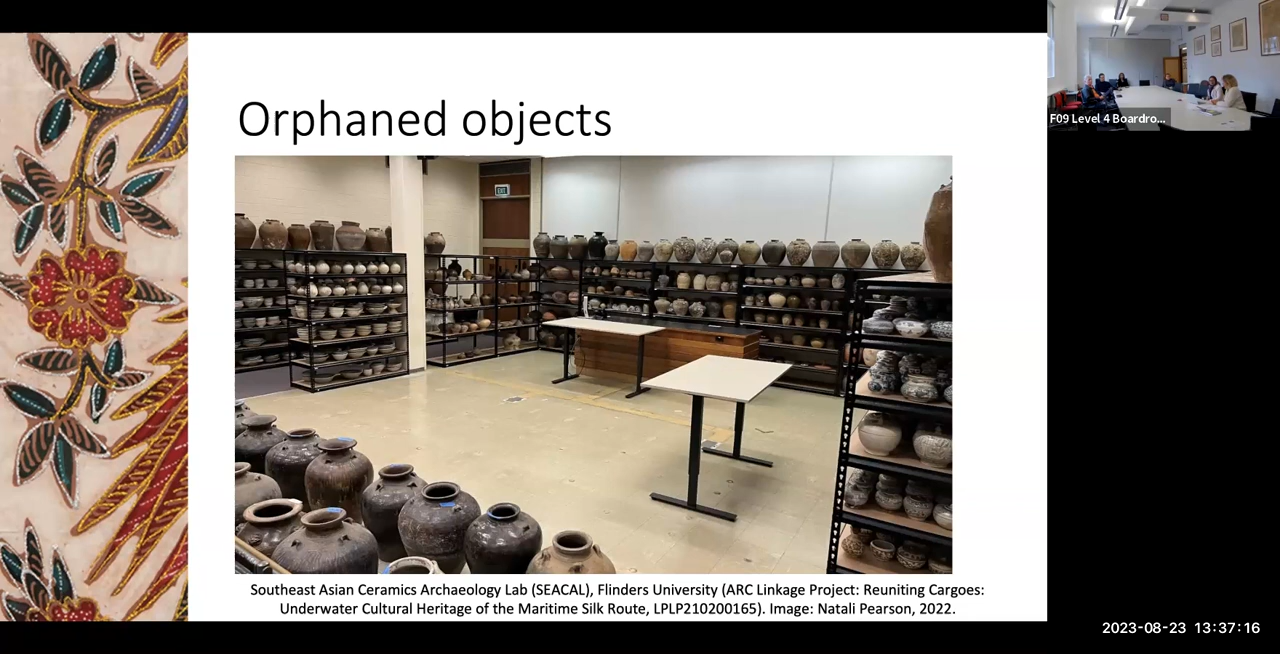 Orphaned objects
EXIT
Southeast Asian Ceramics Archaeology Lab (SEACAL), Flinders University (ARC Linkage Project: Reuniting Cargoes:
Underwater Cultural Heritage of the Maritime Silk Route, LPLP210200165). Image: Natali Pearson, 2022.
F09 Level 4 Boardro...
2023-08-23 13:37:16